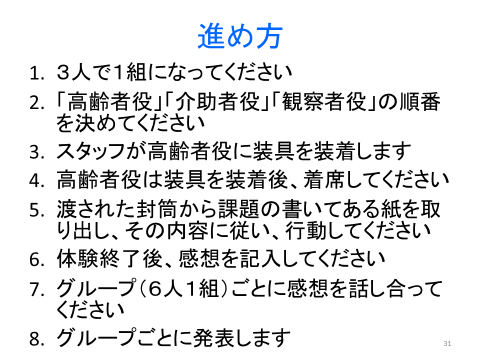 進め方
1. ３人で１組になってください
2. 「高齢者役」「介助者役」「観察者役」の順番
を決めてください
3. スタッフが高齢者役に装具を装着します
4. 高齢者役は装具を装着後、着席してください
5. 渡された封筒から課題の書いてある紙を取
り出し、その内容に従い、行動してください
6. 体験終了後、感想を記入してください
7. グループ（６人１組）ごとに感想を話し合って
ください
8. グループごとに発表します
31